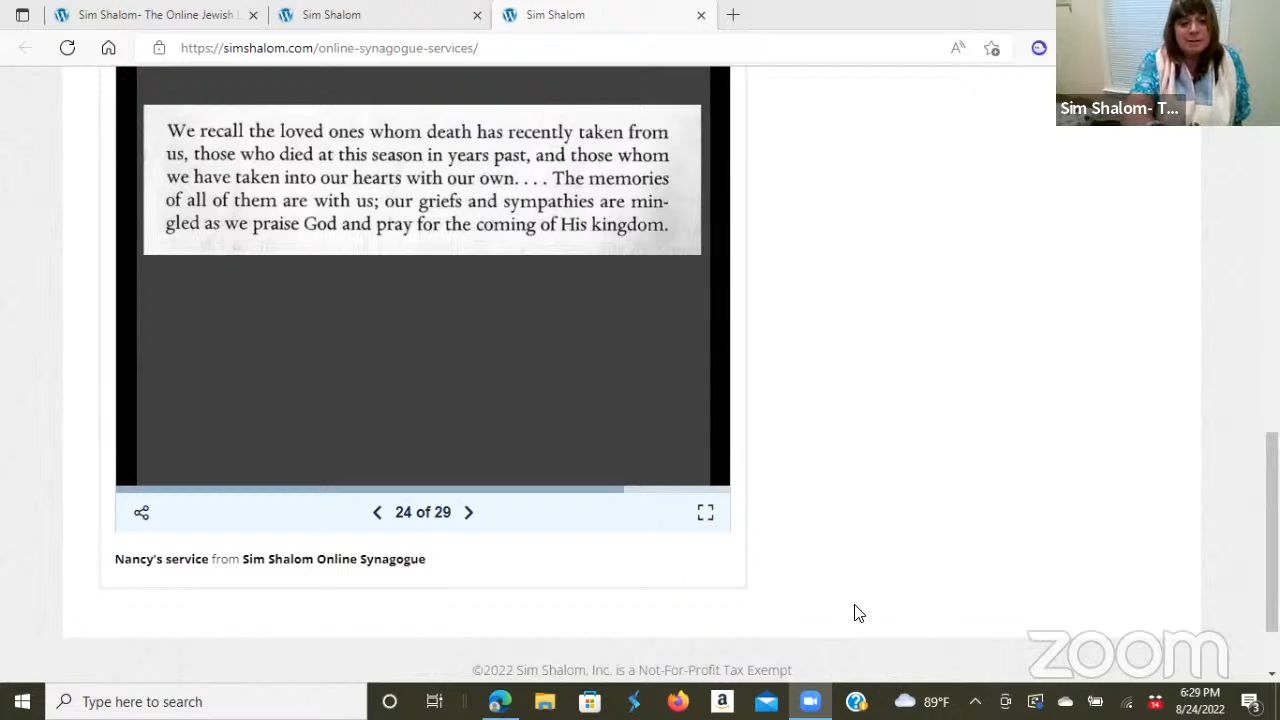 Sim Shalom- The Online Jewish
Sim Shalom
Sim Shalom
https://simshalom.com/online-synagogue-services/
Sim Shalom- T...
We recall the loved ones whom death has recently taken from
us, those who died at this season in years past, and those whom
we have taken into our hearts with our own. . . . The memories
of all of them are with us; our griefs and sympathies are min-
gled as we praise God and pray for the coming of His kingdom.
24 of 29
Nancy's service from Sim Shalom Online Synagogue
©2022 Sim Shalom, Inc. is a Not-For-Profit Tax Exempt
zoom
Type here to search
a
89°F
14
6:29 PM
8/24/2022
3